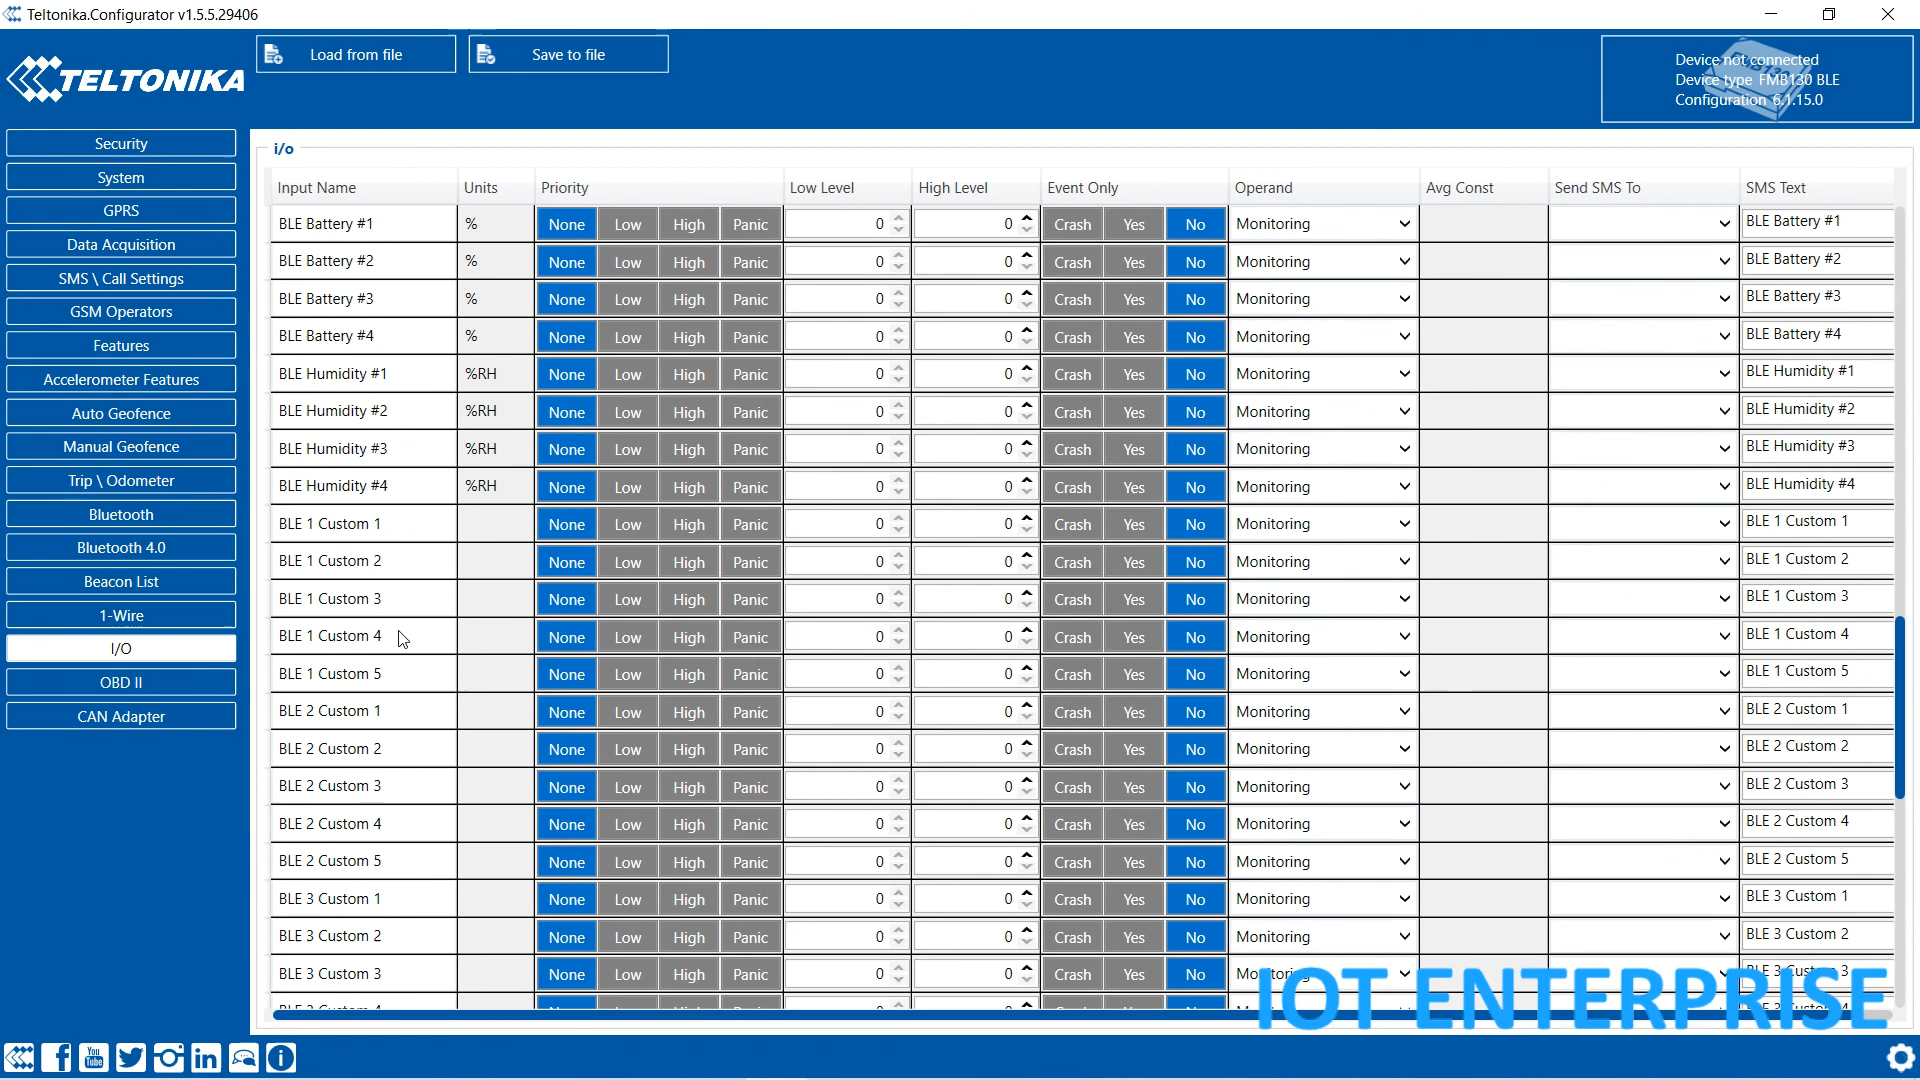 Teltonika.Configurator v1.5.5.29406
TELTONIKA
Load from file
Save to file
Device not connected
Device type FMB130 BLE
Configuration 6.1.15.0
Security
System
GPRS
Data Acquisition
SMS \ Call Settings
GSM Operators
Features
Accelerometer Features
Auto Geofence
Manual Geofence
Trip \ Odometer
Bluetooth
Bluetooth 4.0
Beacon List
1-Wire
I/O
OBD II
CAN Adapter
i/o
Input Name Units Priority Low Level High Level Event Only Operand Avg Const Send SMS To SMS Text
BLE Battery #1 % None Low High Panic 0 0 Crash Yes No Monitoring BLE Battery #1
BLE Battery #2 % None Low High Panic 0 0 Crash Yes No Monitoring BLE Battery #2
BLE Battery #3 % None Low High Panic 0 0 Crash Yes No Monitoring BLE Battery #3
BLE Battery #4 % None Low High Panic 0 0 Crash Yes No Monitoring BLE Battery #4
BLE Humidity #1 %RH None Low High Panic 0 0 Crash Yes No Monitoring BLE Humidity #1
BLE Humidity #2 %RH None Low High Panic 0 0 Crash Yes No Monitoring BLE Humidity #2
BLE Humidity #3 %RH None Low High Panic 0 0 Crash Yes No Monitoring BLE Humidity #3
BLE Humidity #4 %RH None Low High Panic 0 0 Crash Yes No Monitoring BLE Humidity #4
BLE 1 Custom 1 None Low High Panic 0 0 Crash Yes No Monitoring BLE 1 Custom 1
BLE 1 Custom 2 None Low High Panic 0 0 Crash Yes No Monitoring BLE 1 Custom 2
BLE 1 Custom 3 None Low High Panic 0 0 Crash Yes No Monitoring BLE 1 Custom 3
BLE 1 Custom 4 None Low High Panic 0 0 Crash Yes No Monitoring BLE 1 Custom 4
BLE 1 Custom 5 None Low High Panic 0 0 Crash Yes No Monitoring BLE 1 Custom 5
BLE 2 Custom 1 None Low High Panic 0 0 Crash Yes No Monitoring BLE 2 Custom 1
BLE 2 Custom 2 None Low High Panic 0 0 Crash Yes No Monitoring BLE 2 Custom 2
BLE 2 Custom 3 None Low High Panic 0 0 Crash Yes No Monitoring BLE 2 Custom 3
BLE 2 Custom 4 None Low High Panic 0 0 Crash Yes No Monitoring BLE 2 Custom 4
BLE 2 Custom 5 None Low High Panic 0 0 Crash Yes No Monitoring BLE 2 Custom 5
BLE 3 Custom 1 None Low High Panic 0 0 Crash Yes No Monitoring BLE 3 Custom 1
BLE 3 Custom 2 None Low High Panic 0 0 Crash Yes No Monitoring BLE 3 Custom 2
BLE 3 Custom 3 None Low High Panic 0 0 Crash Yes No Monitoring BLE 3 Custom 3
IOT ENTERPRISE
You
Tube